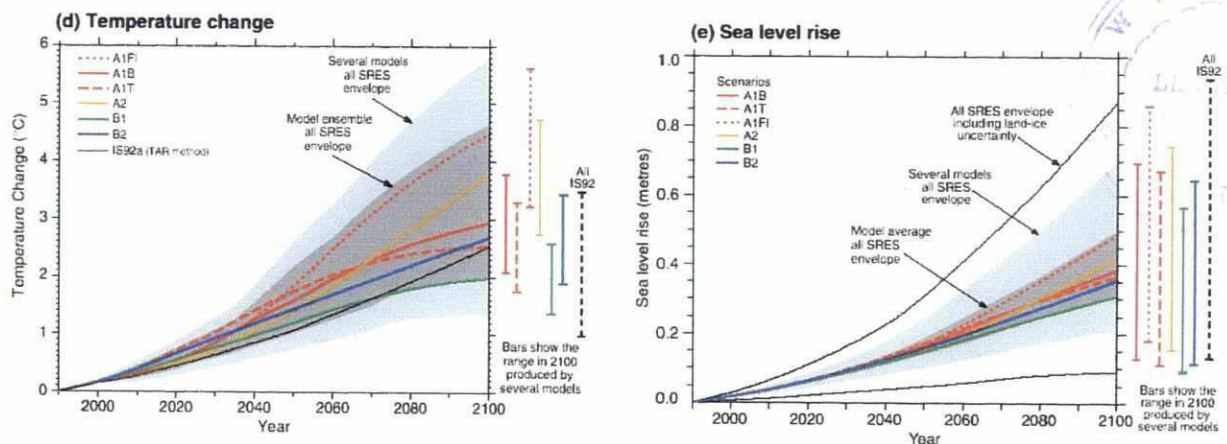 (d) Temperature change
6
5
4
3
2
1
0
Temperature Change (°C)
A1FI
A1B
A1T
A2
B1
B2
IS92a (TAR method)
Several models
all SRES
envelope
Model ensemble
all SRES
envelope
2000 2020 2040 2060 2080 2100
Year
All
IS92
Bars show the
range in 2100
produced by
several models
(e) Sea level rise
1.0
0.8
0.6
0.4
0.2
0.0
Sea level rise (metres)
Scenarios
A1B
A1T
A1FI
A2
B1
B2
All SRES envelope
including land-ice
uncertainty
Several models
all SRES
envelope
Model average
all SRES
envelope
2000 2020 2040 2060 2080 2100
Year
All
IS92
Bars show the
range in 2100
produced by
several models